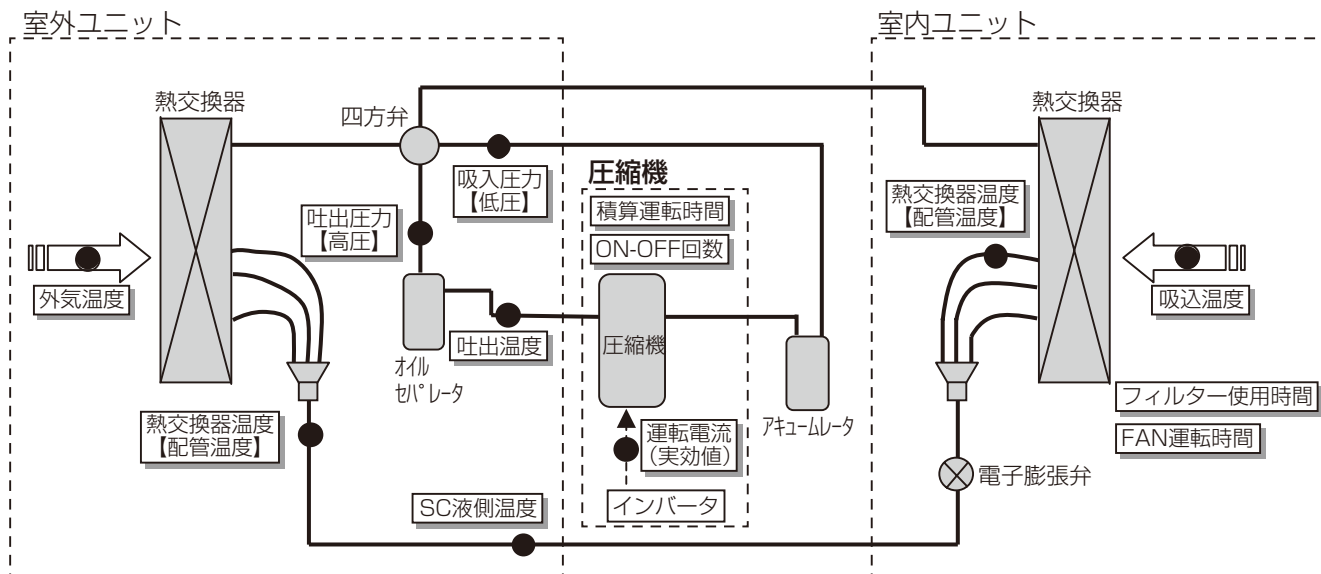 室外ユニット
室内ユニット
熱交換器
四方弁
熱交換器
吸入圧力
【低圧】
圧縮機
積算運転時間
ON-OFF回数
熱交換器温度
【配管温度】
吐出圧力
【高圧】
外気温度
吸込温度
吐出温度
圧縮機
オイル
セパレータ
アキュームレータ
熱交換器温度
【配管温度】
運転電流
(実効値)
インバータ
フィルター使用時間
FAN運転時間
電子膨張弁
SC液側温度